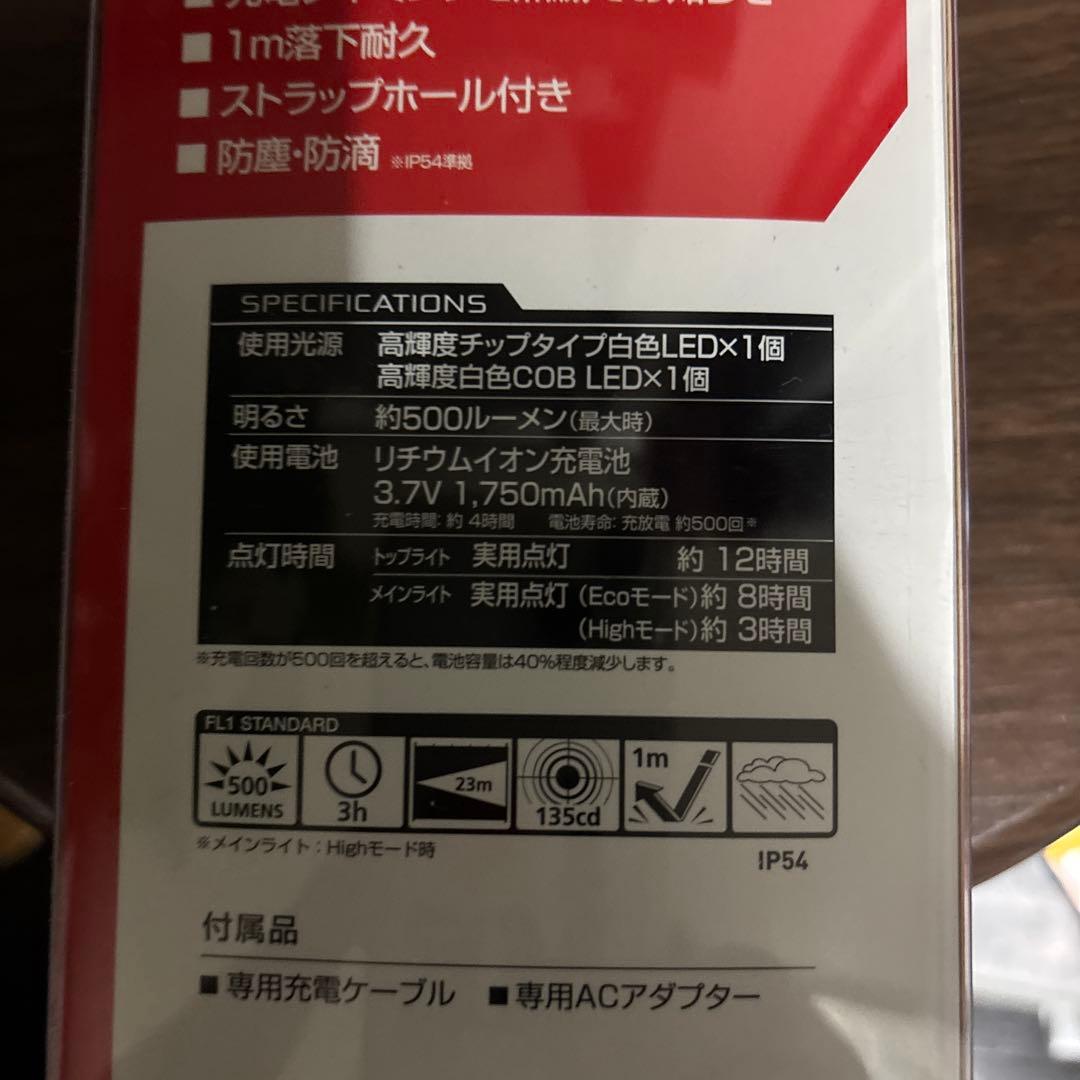 ■ 1m落下耐久
■ ストラップホール付き
■ 防塵・防滴 ※IP54準拠
SPECIFICATIONS
使用光源 高輝度チップタイプ白色LED×1個
高輝度白色COB LED×1個
明るさ 約500ルーメン(最大時)
使用電池 リチウムイオン充電池
3.7V 1,750mAh(内蔵)
充電時間: 約 4時間 電池寿命: 充放電 約500回※
点灯時間 トップライト 実用点灯 約 12時間
メインライト 実用点灯 (Ecoモード)約 8時間
(Highモード)約 3時間
※充電回数が500回を超えると、電池容量は40%程度減少します。
FL1 STANDARD
500 LUMENS 3h 23m 135cd 1m
※メインライト:Highモード時
IP54
付属品
■ 専用充電ケーブル ■ 専用ACアダプター